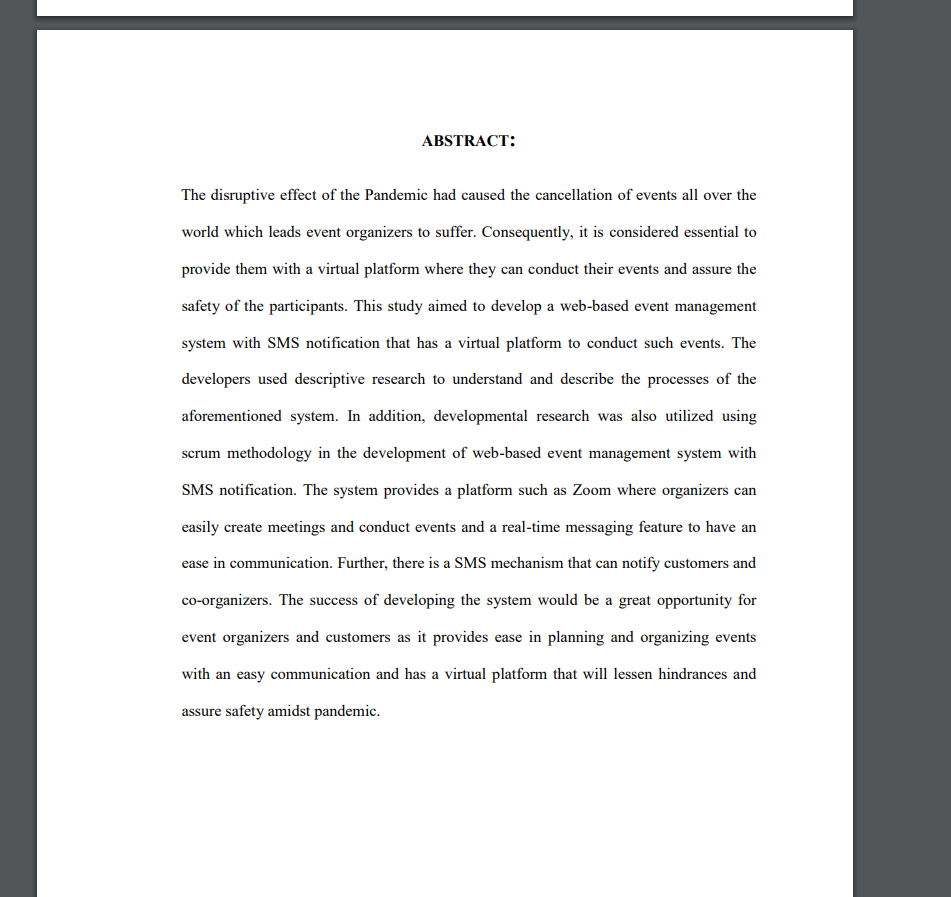 ABSTRACT:
The disruptive effect of the Pandemic had caused the cancellation of events all over the
world which leads event organizers to suffer. Consequently, it is considered essential to
provide them with a virtual platform where they can conduct their events and assure the
safety of the participants. This study aimed to develop a web-based event management
system with SMS notification that has a virtual platform to conduct such events. The
developers used descriptive research to understand and describe the processes of the
aforementioned system. In addition, developmental research was also utilized using
scrum methodology in the development of web-based event management system with
SMS notification. The system provides a platform such as Zoom where organizers can
easily create meetings and conduct events and a real-time messaging feature to have an
ease in communication. Further, there is a SMS mechanism that can notify customers and
co-organizers. The success of developing the system would be a great opportunity for
event organizers and customers as it provides ease in planning and organizing events
with an easy communication and has a virtual platform that will lessen hindrances and
assure safety amidst pandemic.